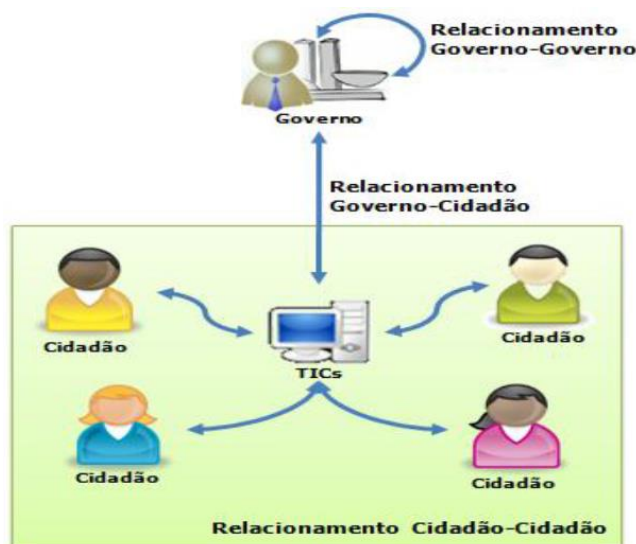 Relacionamento
Governo-Governo
Governo
Relacionamento
Governo-Cidadão
Cidadão
Cidadão
TICs
Cidadão
Cidadão
Relacionamento Cidadão-Cidadão